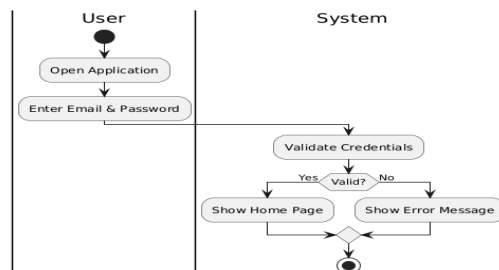 User
System
Open Application
Enter Email & Password
Validate Credentials
Yes
Valid?
No
Show Home Page
Show Error Message